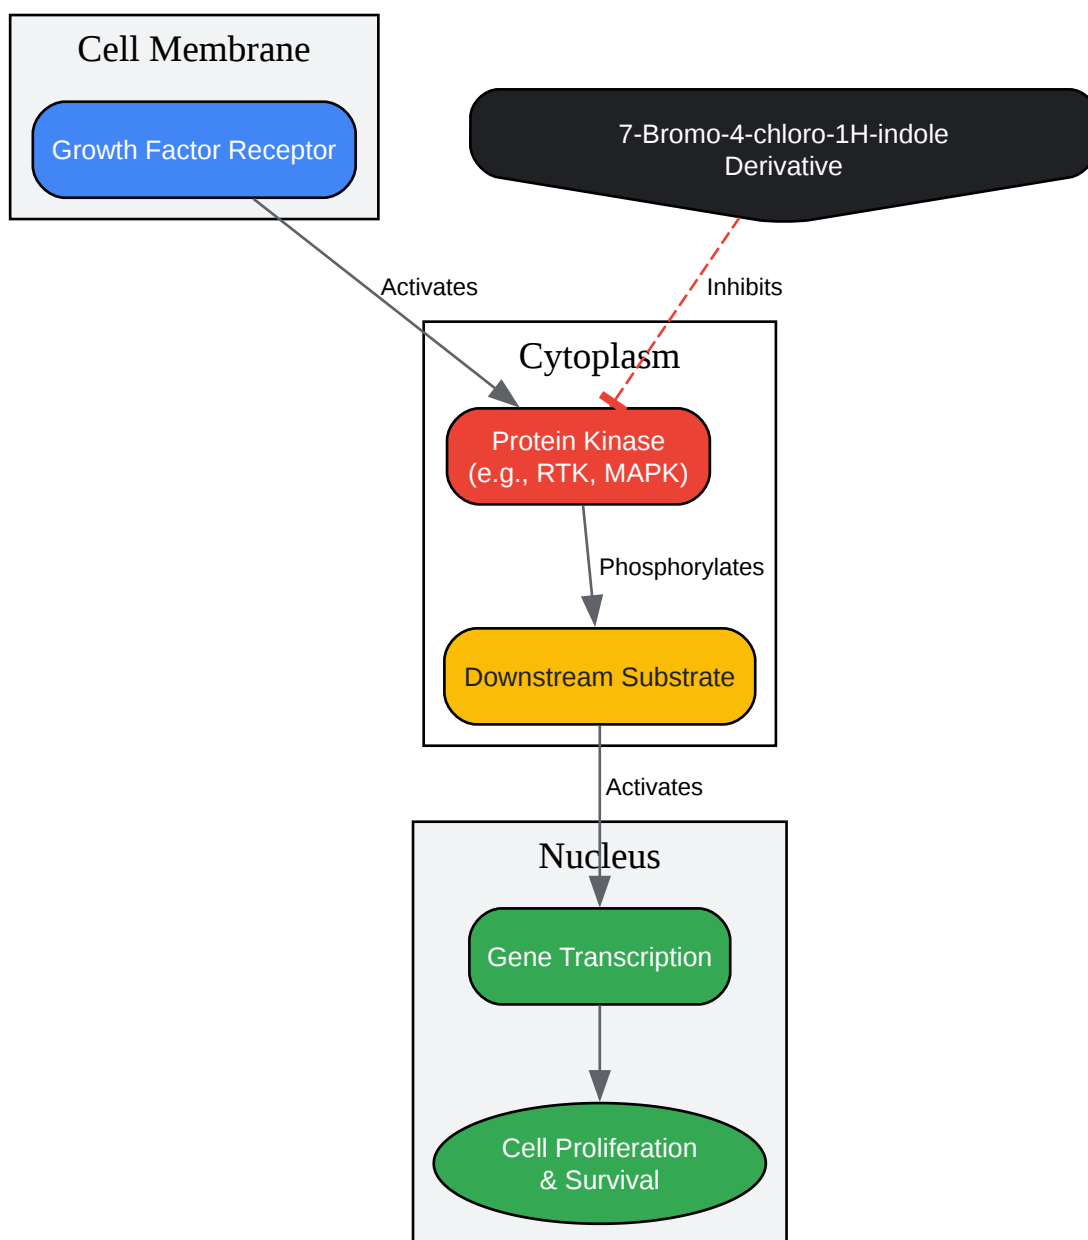 Cell Membrane
Growth Factor Receptor
7-Bromo-4-chloro-1H-indole
Derivative
Activates
Inhibits
Cytoplasm
Protein Kinase
(e.g., RTK, MAPK)
Phosphorylates
Downstream Substrate
Activates
Nucleus
Gene Transcription
Cell Proliferation
& Survival